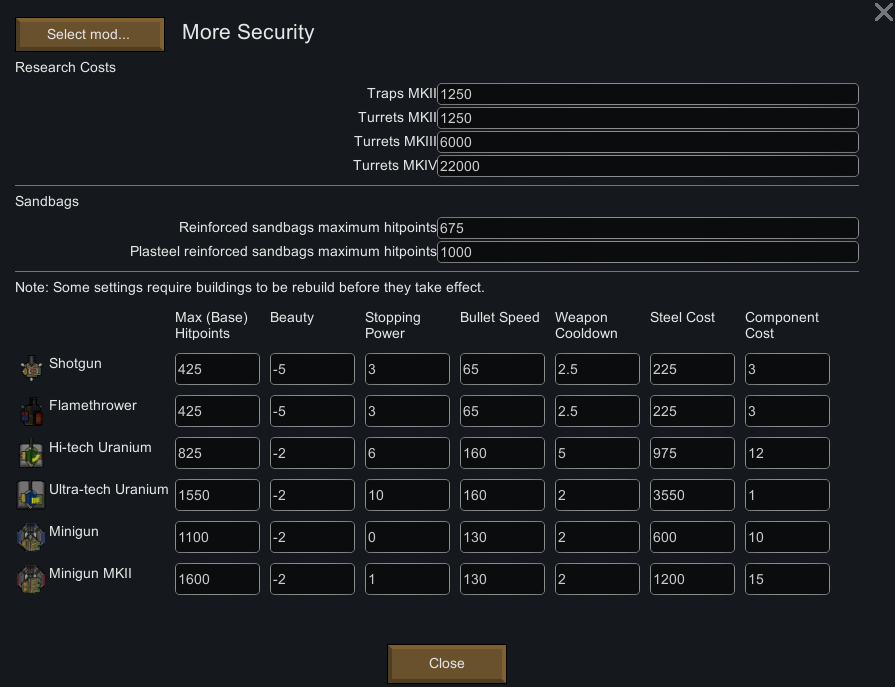 Select mod...
More Security
Research Costs
Traps MKII 1250
Turrets MKII 1250
Turrets MKIII 6000
Turrets MKIV 22000
Sandbags
Reinforced sandbags maximum hitpoints 675
Plasteel reinforced sandbags maximum hitpoints 1000
Note: Some settings require buildings to be rebuild before they take effect.
Max (Base) Hitpoints Beauty Stopping Power Bullet Speed Weapon Cooldown Steel Cost Component Cost
Shotgun 425 -5 3 65 2.5 225 3
Flamethrower 425 -5 3 65 2.5 225 3
Hi-tech Uranium 825 -2 6 160 5 975 12
Ultra-tech Uranium 1550 -2 10 160 2 3550 1
Minigun 1100 -2 0 130 2 600 10
Minigun MKII 1600 -2 1 130 2 1200 15
Close